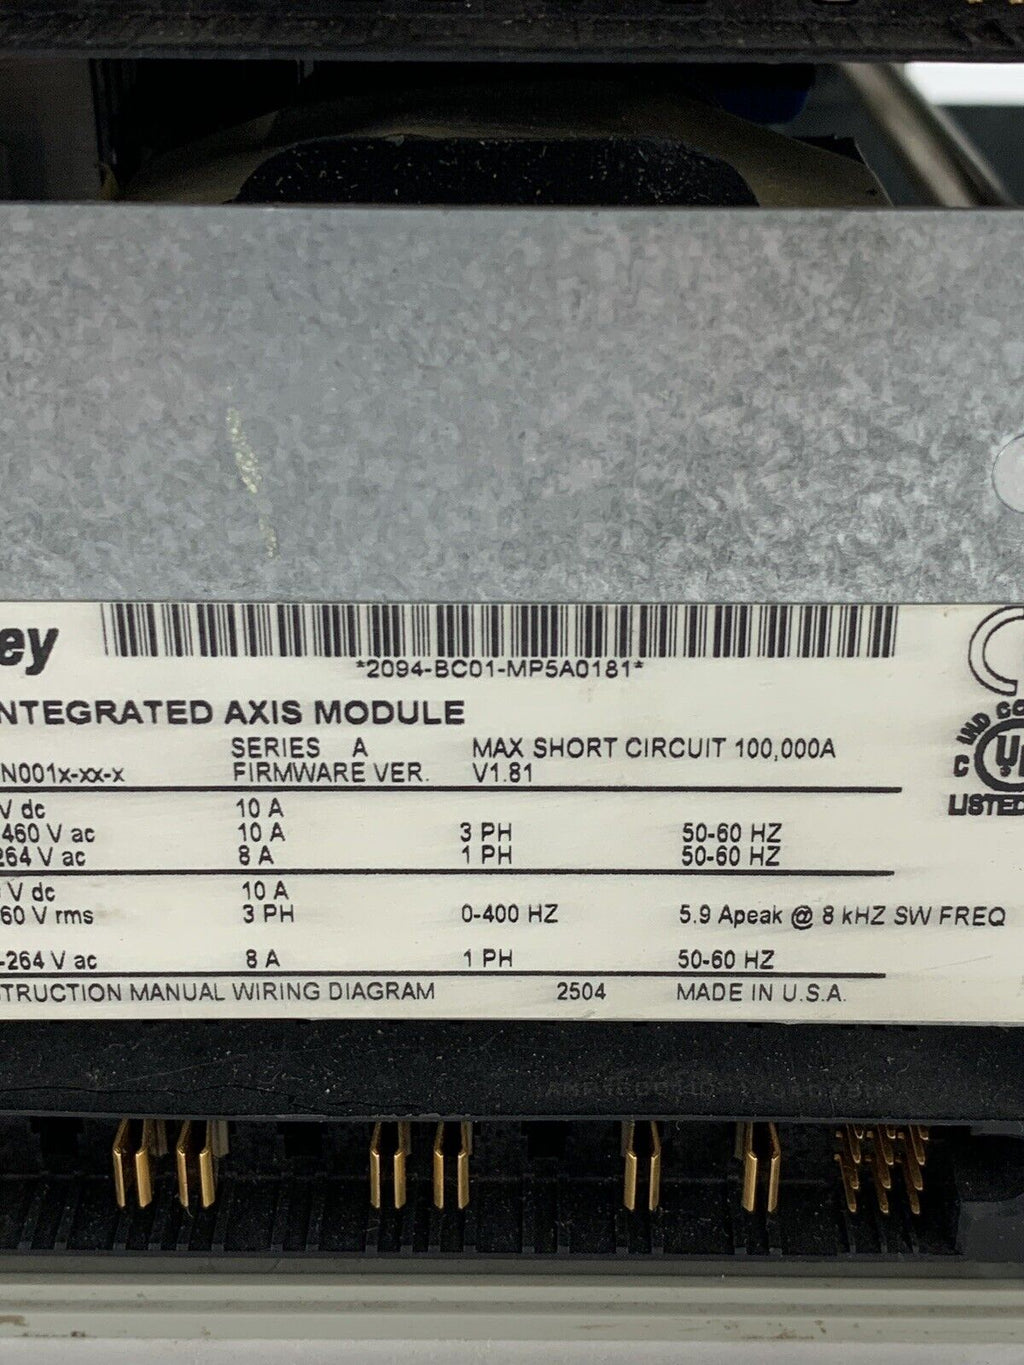 ey
*2094-BC01-MP5A0181*
NTEGRATED AXIS MODULE
SERIES A MAX SHORT CIRCUIT 100,000A
N001x-xx-x FIRMWARE VER. V1.81
V dc 10 A
460 V ac 10 A 3 PH 50-60 HZ
264 V ac 8 A 1 PH 50-60 HZ
V dc 10 A
60 V rms 3 PH 0-400 HZ 5.9 Apeak @ 8 kHZ SW FREQ
-264 V ac 8 A 1 PH 50-60 HZ
TRUCTION MANUAL WIRING DIAGRAM 2504 MADE IN U.S.A.
IND CO
C U
LISTED